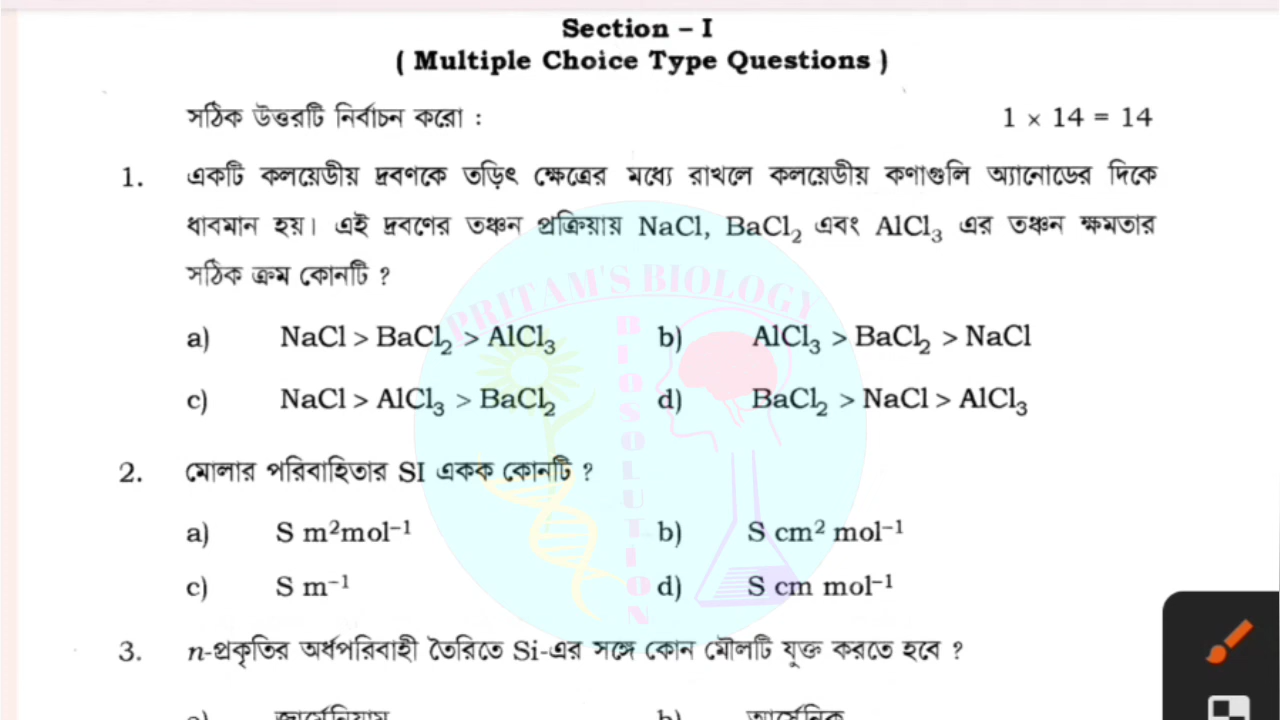 Section – I
( Multiple Choice Type Questions )
সঠিক উত্তরটি নির্বাচন করো : 1 × 14 = 14
1. একটি কলয়েডীয় দ্রবণকে তড়িৎ ক্ষেত্রের মধ্যে রাখলে কলয়েডীয় কণাগুলি অ্যানোডের দিকে
ধাবমান হয়। এই দ্রবণের তঞ্চন প্রক্রিয়ায় NaCl, BaCl₂ এবং AlCl₃ এর তঞ্চন ক্ষমতার
সঠিক ক্রম কোনটি ?
a) NaCl > BaCl₂ > AlCl₃ b) AlCl₃ > BaCl₂ > NaCl
c) NaCl > AlCl₃ > BaCl₂ d) BaCl₂ > NaCl > AlCl₃
2. মোলার পরিবাহিতার SI একক কোনটি ?
a) S m²mol⁻¹ b) S cm² mol⁻¹
c) S m⁻¹ d) S cm mol⁻¹
3. n-প্রকৃতির অর্ধপরিবাহী তৈরিতে Si-এর সঙ্গে কোন মৌলটি যুক্ত করতে হবে ?
a) জার্মেনিয়াম b) আর্সেনিক
PRITAM'S BIOLOGY
BIOSOLUTION